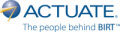 ACTUATE.
The people behind BIRT™